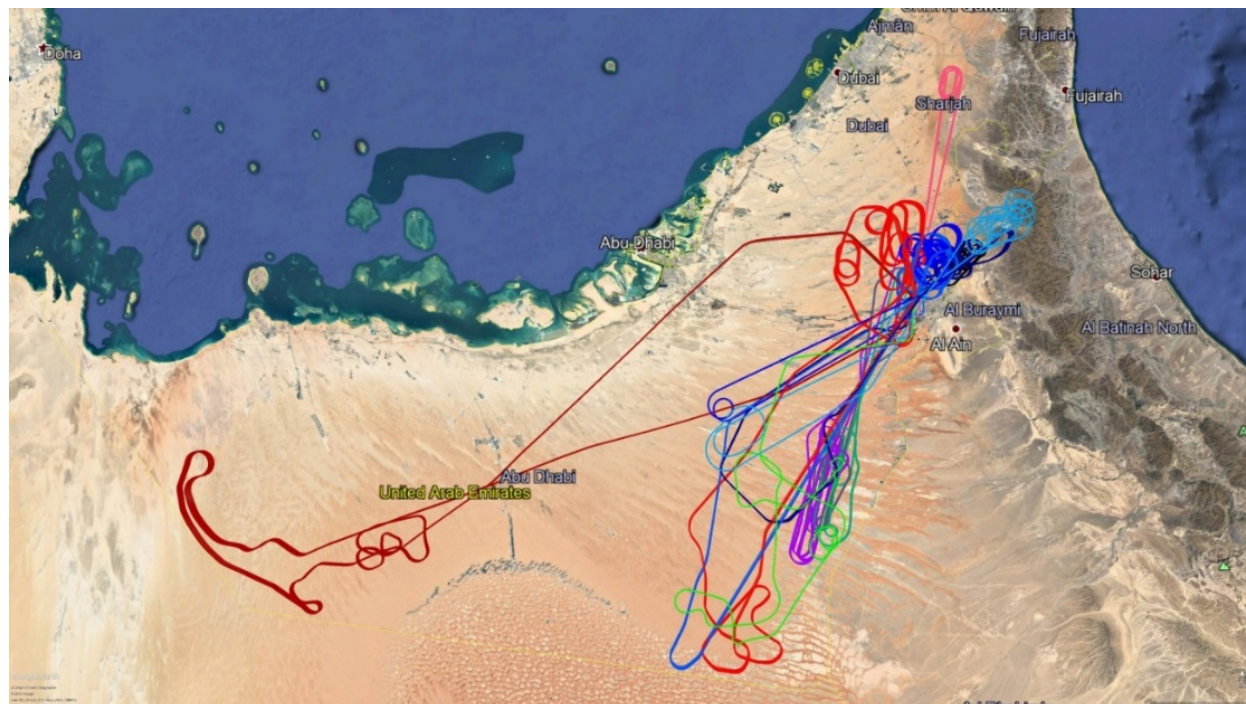 Ajmān
Fujairah
Doha
Dubai
Fujairah
Sharjah
Dubai
Abu Dhabi
Sohar
Al Buraymi
Al Batinah North
Al Ain
Abu Dhabi
United Arab Emirates